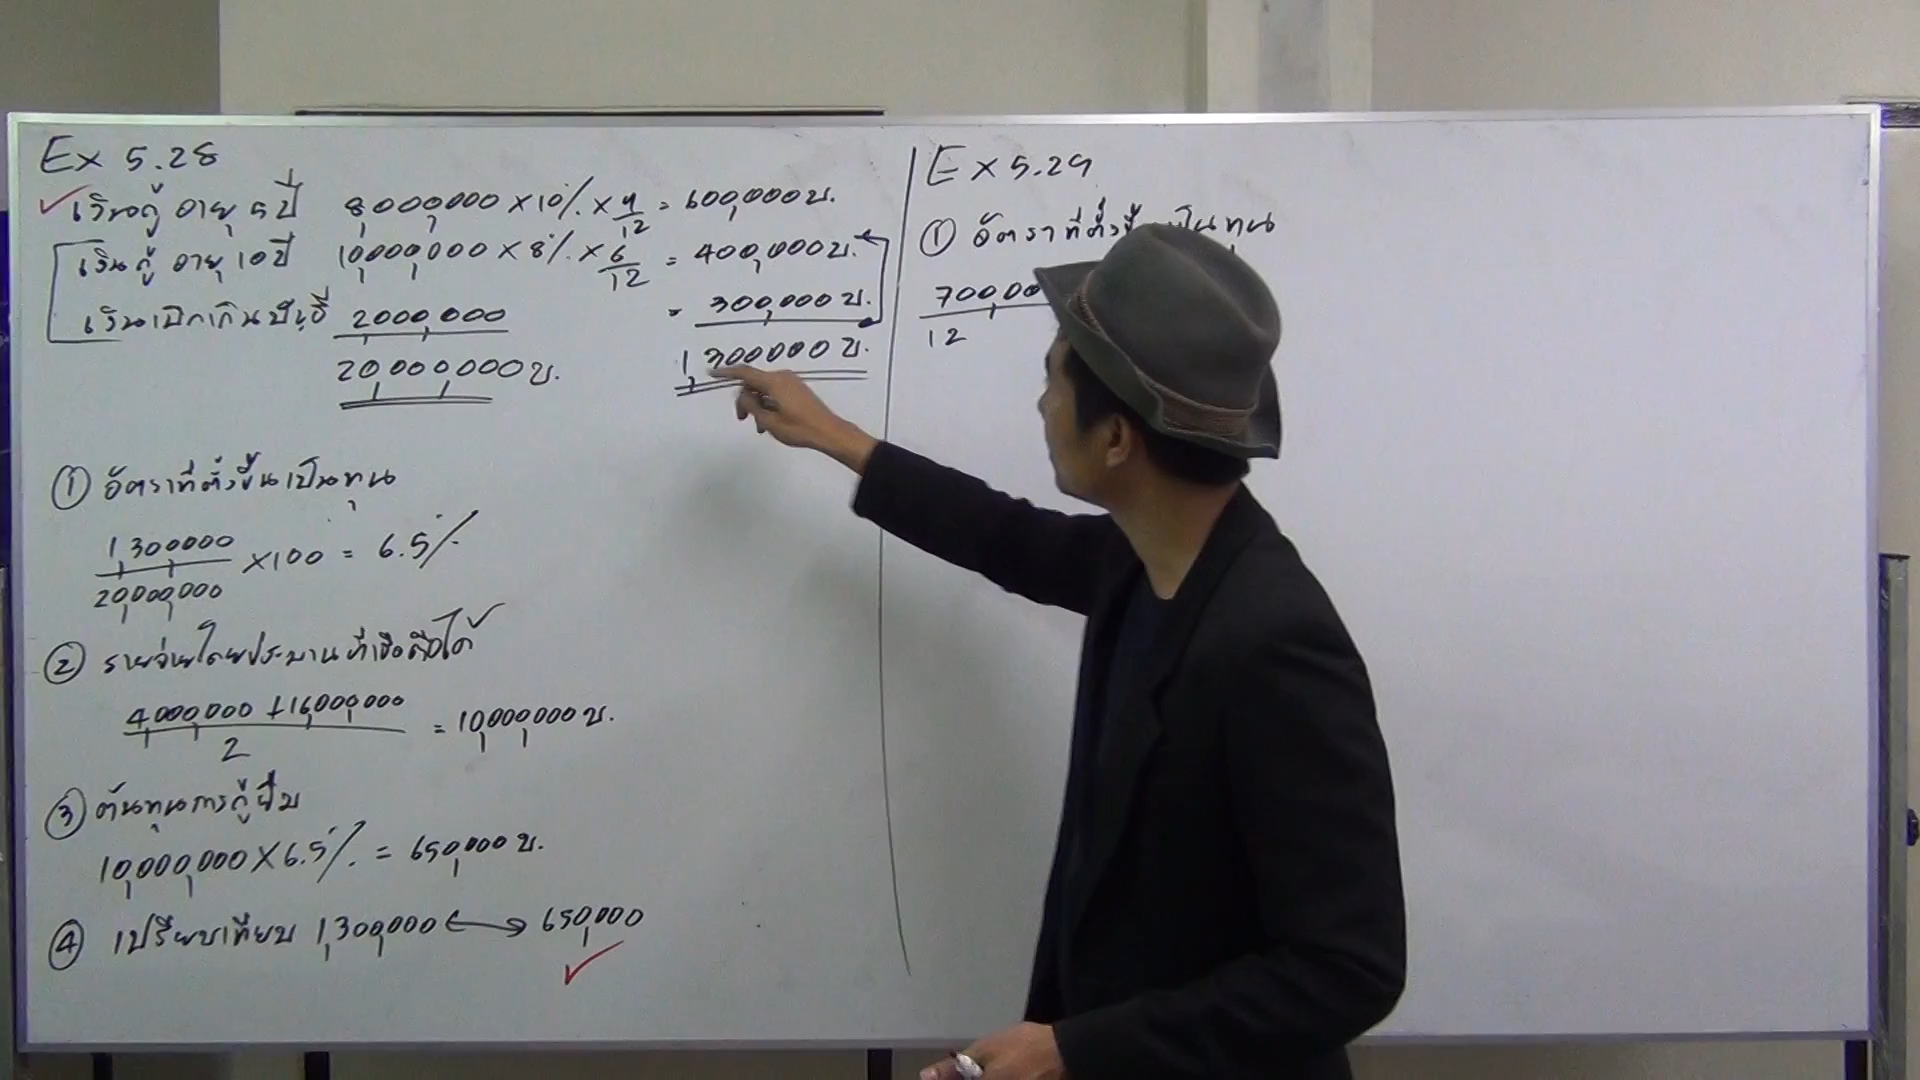 Ex 5.28
✓ เงินกู้ อายุ 5 ปี 8,000,000 × 10% × 9/12 = 600,000 บ.
เงินกู้ อายุ 10 ปี 10,000,000 × 8% × 6/12 = 400,000 บ.
เงินเบิกเกินบัญชี 2,000,000 = 300,000 บ.
20,000,000 บ. 1,300,000 บ.
① อัตราที่ตั้งขึ้นเป็นทุน
1,300,000
20,000,000 × 100 = 6.5%
② รายจ่ายโดยประมาณที่เชื่อถือได้
4,000,000 + 16,000,000
2 = 10,000,000 บ.
③ ต้นทุนการกู้ยืม
10,000,000 × 6.5% = 650,000 บ.
④ เปรียบเทียบ 1,300,000 ↔ 650,000
✓
Ex 5.29
① อัตราที่ตั้งขึ้นเป็นทุน
700,00
12